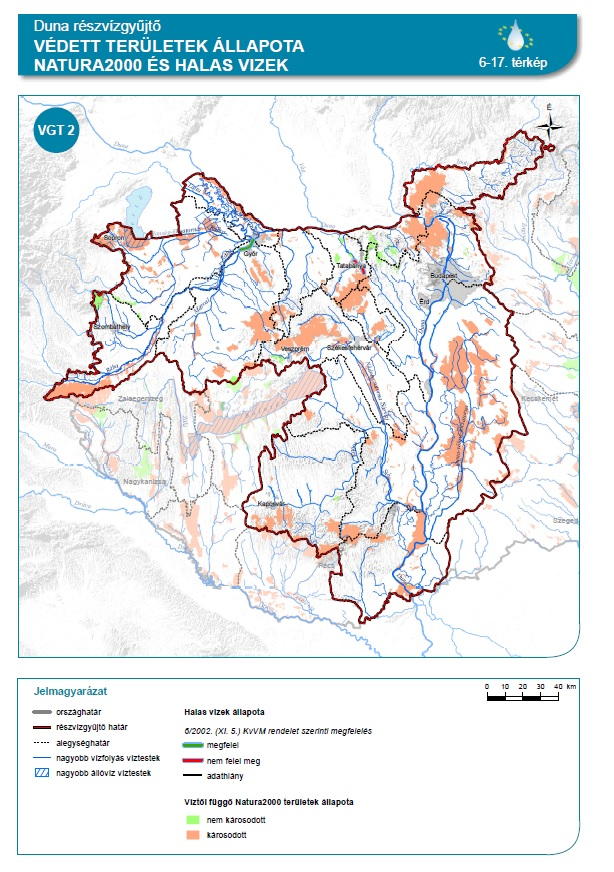 Duna részvízgyűjtő
VÉDETT TERÜLETEK ÁLLAPOTA
NATURA2000 ÉS HALAS VIZEK
6-17. térkép
VGT 2
É
Sopron
Győr
Tatabánya
Budapest
Érd
Szombathely
Veszprém
Székesfehérvár
Rába
Zalaegerszeg
Kecskemét
Nagykanizsa
Mura
Dráva
Kaposvár
Szeged
Pécs
Jelmagyarázat
0 10 20 30 40 km
országhatár
részvízgyűjtő határ
alegységhatár
nagyobb vízfolyás víztestek
nagyobb állóvíz víztestek
Halas vizek állapota
6/2002. (XI. 5.) KvVM rendelet szerinti megfelelés
megfelel
nem felel meg
adathiány
Víztől függő Natura2000 területek állapota
nem károsodott
károsodott